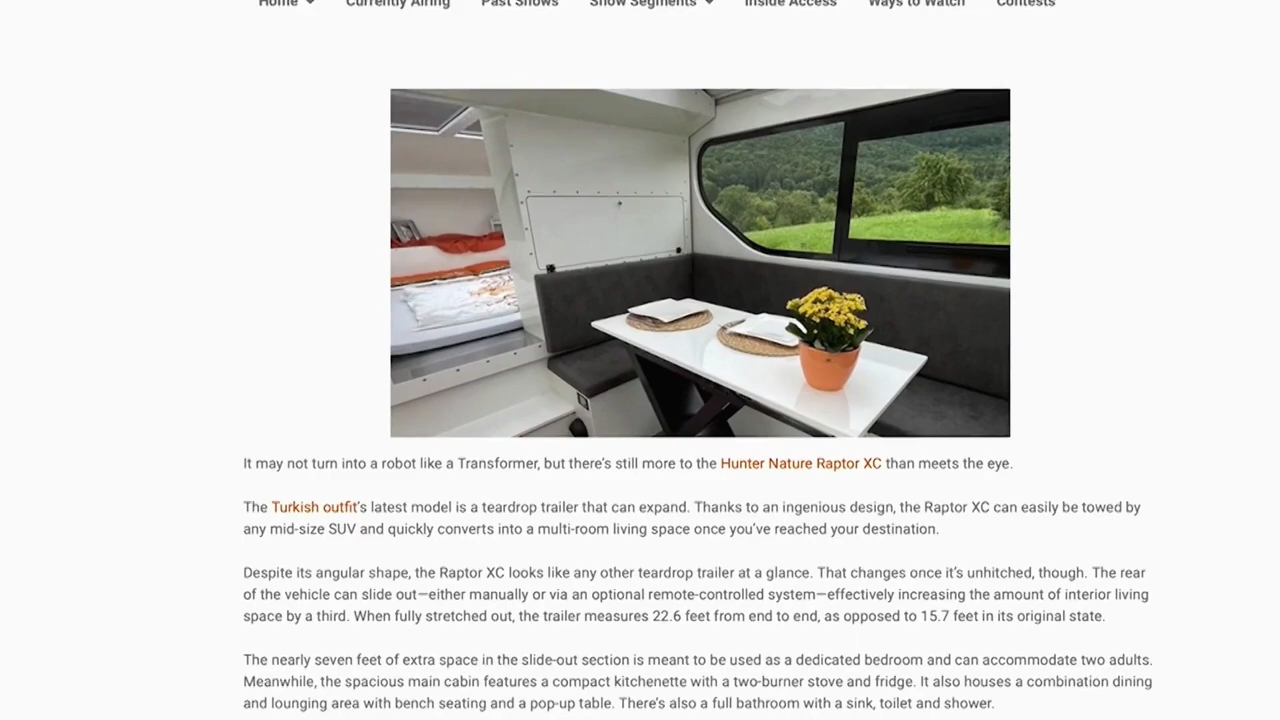 Home Currently Airing Past Shows Show Segments Inside Access Ways to Watch Contests
It may not turn into a robot like a Transformer, but there’s still more to the Hunter Nature Raptor XC than meets the eye.
The Turkish outfit’s latest model is a teardrop trailer that can expand. Thanks to an ingenious design, the Raptor XC can easily be towed by
any mid-size SUV and quickly converts into a multi-room living space once you’ve reached your destination.
Despite its angular shape, the Raptor XC looks like any other teardrop trailer at a glance. That changes once it’s unhitched, though. The rear
of the vehicle can slide out—either manually or via an optional remote-controlled system—effectively increasing the amount of interior living
space by a third. When fully stretched out, the trailer measures 22.6 feet from end to end, as opposed to 15.7 feet in its original state.
The nearly seven feet of extra space in the slide-out section is meant to be used as a dedicated bedroom and can accommodate two adults.
Meanwhile, the spacious main cabin features a compact kitchenette with a two-burner stove and fridge. It also houses a combination dining
and lounging area with bench seating and a pop-up table. There’s also a full bathroom with a sink, toilet and shower.